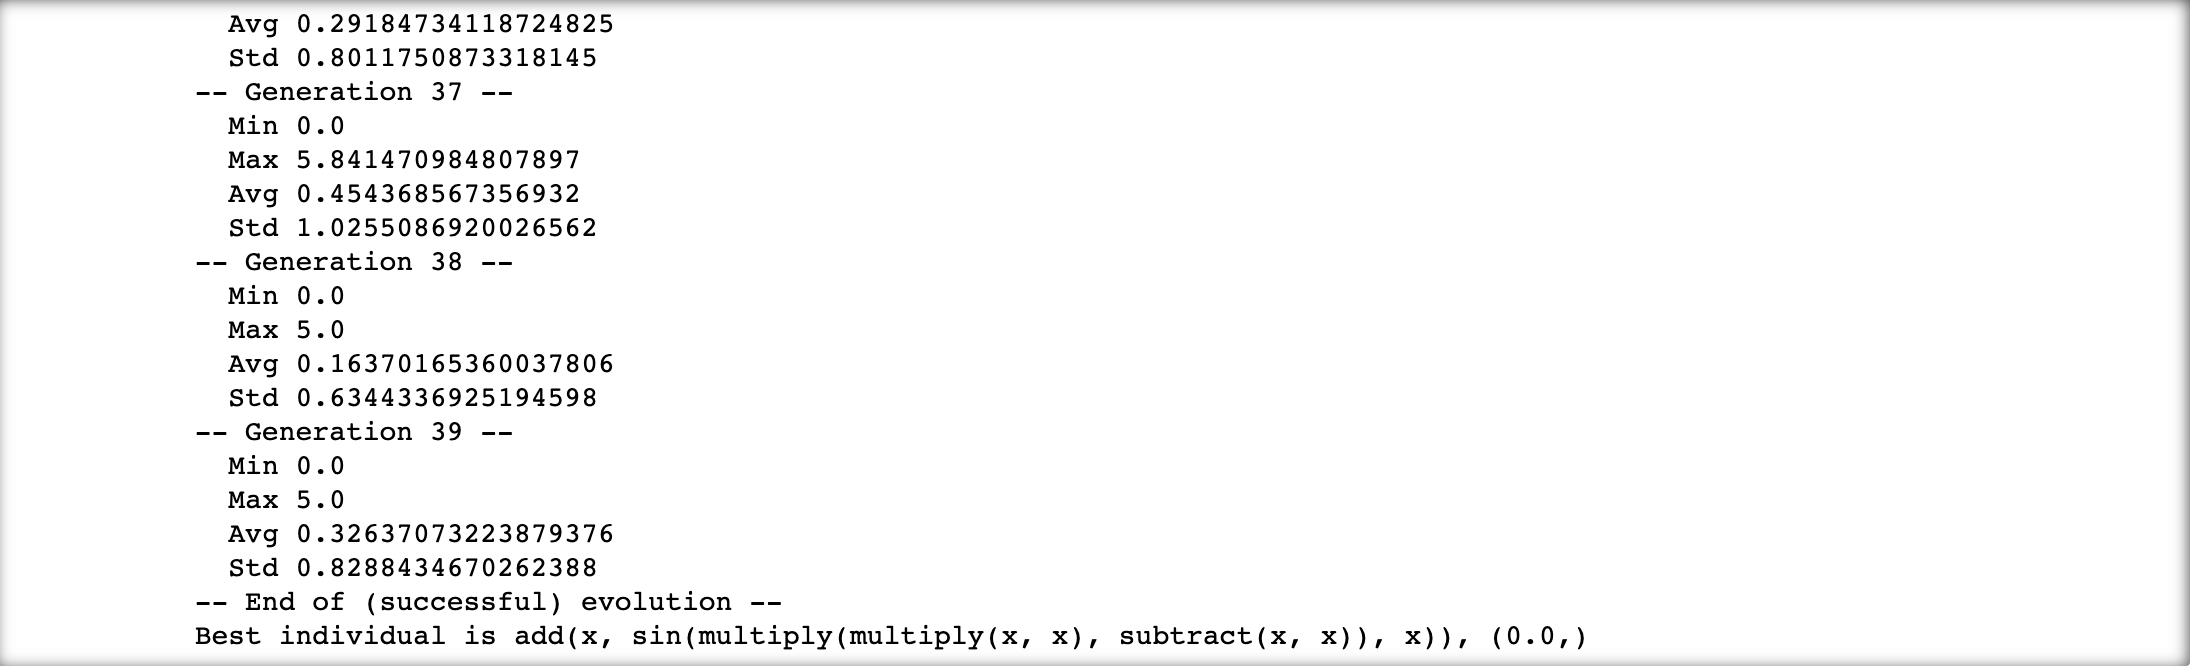 Avg 0.29184734118724825
Std 0.8011750873318145
-- Generation 37 --
Min 0.0
Max 5.841470984807897
Avg 0.454368567356932
Std 1.0255086920026562
-- Generation 38 --
Min 0.0
Max 5.0
Avg 0.16370165360037806
Std 0.6344336925194598
-- Generation 39 --
Min 0.0
Max 5.0
Avg 0.32637073223879376
Std 0.8288434670262388
-- End of (successful) evolution --
Best individual is add(x, sin(multiply(multiply(x, x), subtract(x, x)), x)), (0.0,)